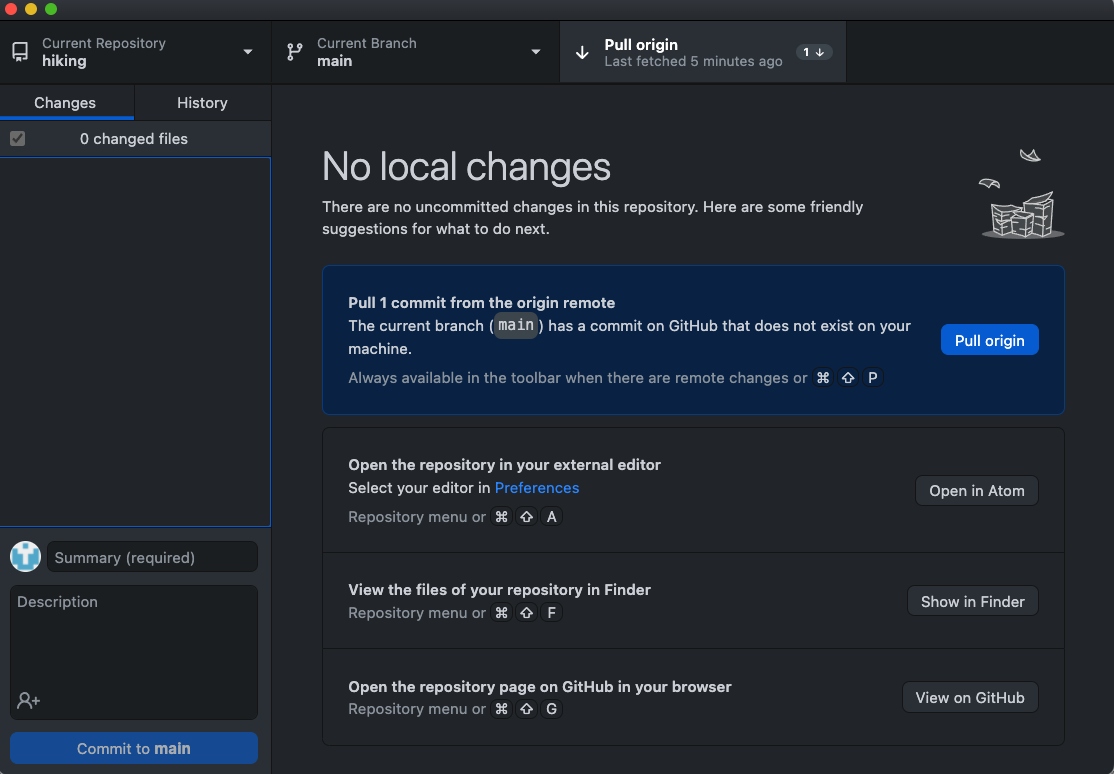 Current Repository
hiking
Current Branch
main
Pull origin
Last fetched 5 minutes ago
1
Changes
History
0 changed files
No local changes
There are no uncommitted changes in this repository. Here are some friendly
suggestions for what to do next.
Pull 1 commit from the origin remote
The current branch (main) has a commit on GitHub that does not exist on your
machine.
Pull origin
Always available in the toolbar when there are remote changes or ⌘ ⇧ P
Open the repository in your external editor
Select your editor in Preferences
Open in Atom
Repository menu or ⌘ ⇧ A
View the files of your repository in Finder
Show in Finder
Repository menu or ⌘ ⇧ F
Open the repository page on GitHub in your browser
View on GitHub
Repository menu or ⌘ ⇧ G
Summary (required)
Description
Commit to main